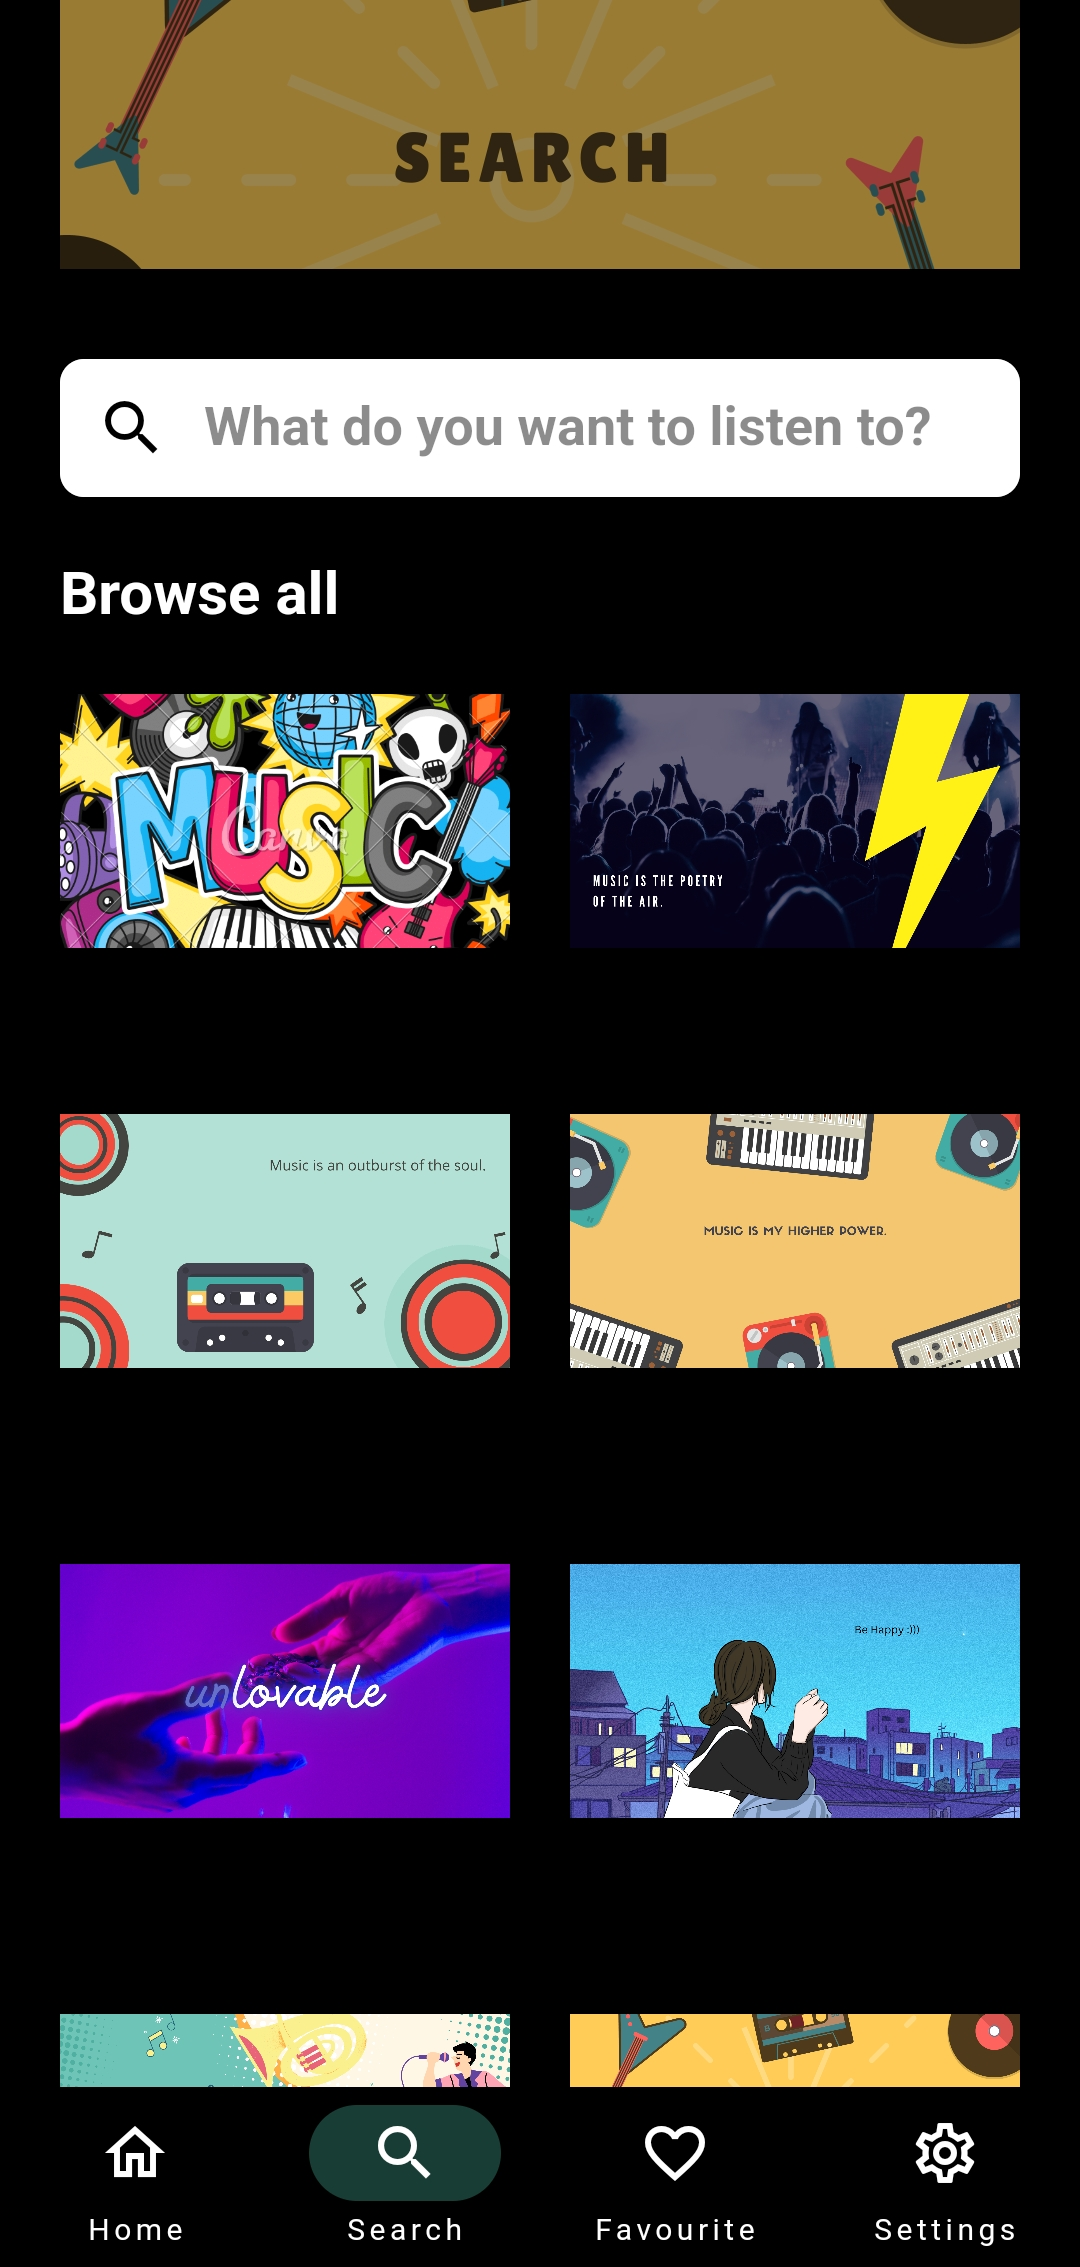 SEARCH
What do you want to listen to?
Browse all
MUSIC
Canva
MUSIC IS THE POETRY
OF THE AIR.
Music is an outburst of the soul.
MUSIC IS MY HIGHER POWER.
unlovable
Be Happy :)))
Home
Search
Favourite
Settings